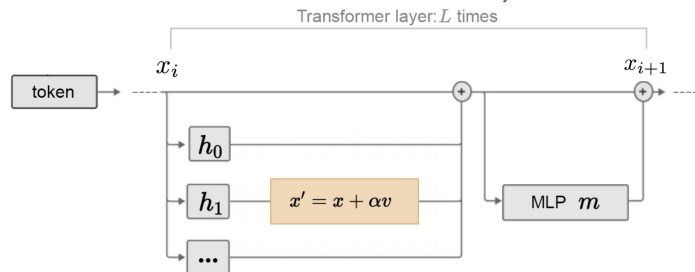 Transformer layer: L times
x_i
x_{i+1}
token
+
+
h_0
h_1
x′ = x + αv
MLP m
...